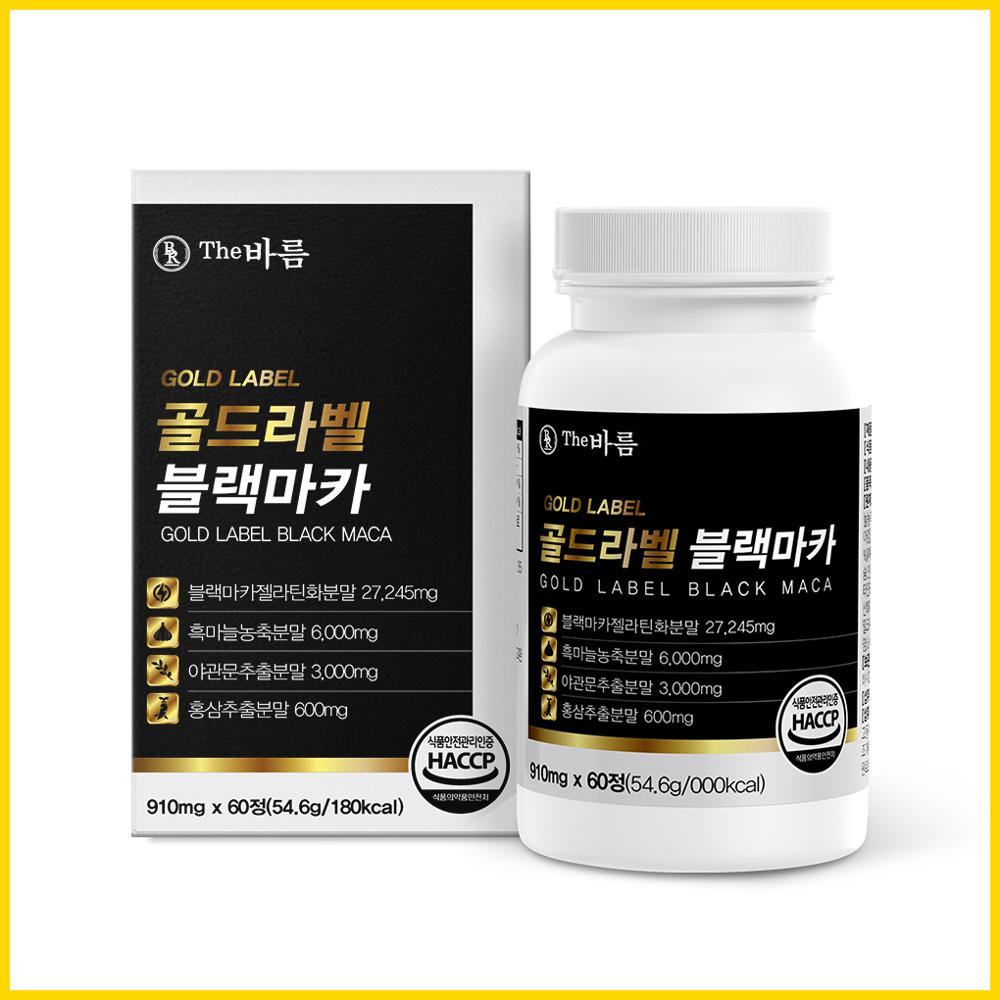 BR The바름
GOLD LABEL
골드라벨
블랙마카
GOLD LABEL BLACK MACA
블랙마카젤라틴화분말 27,245mg
흑마늘농축분말 6,000mg
야관문추출분말 3,000mg
홍삼추출분말 600mg
식품안전관리인증
HACCP
식품의약품안전처
910mg x 60정(54.6g/180kcal)
BR The바름
GOLD LABEL
골드라벨 블랙마카
GOLD LABEL BLACK MACA
블랙마카젤라틴화분말 27,245mg
흑마늘농축분말 6,000mg
야관문추출분말 3,000mg
홍삼추출분말 600mg
식품안전관리인증
HACCP
식품의약품안전처
910mg x 60정(54.6g/000kcal)